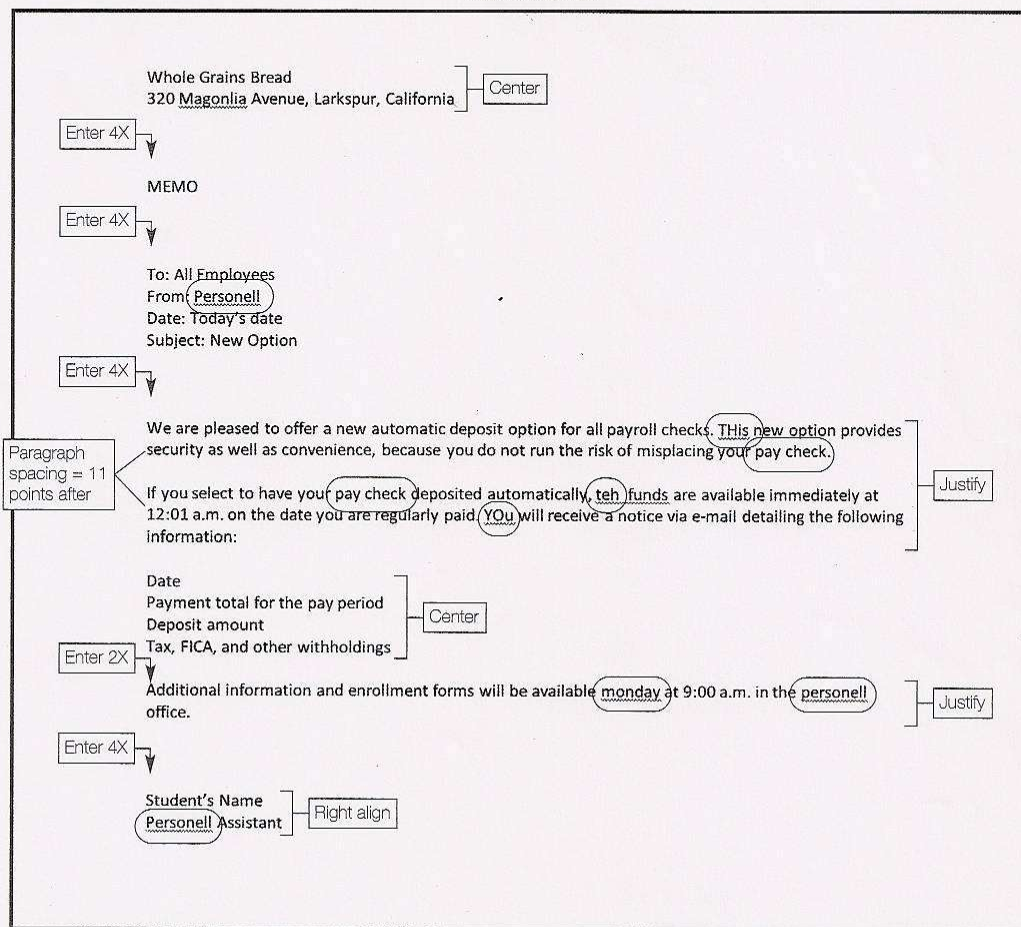 Whole Grains Bread
320 Magonlia Avenue, Larkspur, California
Center
Enter 4X
MEMO
Enter 4X
To: All Employees
From: Personell
Date: Today's date
Subject: New Option
Enter 4X
We are pleased to offer a new automatic deposit option for all payroll checks. THis new option provides
security as well as convenience, because you do not run the risk of misplacing your pay check.
Paragraph
spacing = 11
points after
If you select to have your pay check deposited automatically, teh funds are available immediately at
12:01 a.m. on the date you are regularly paid. YOu will receive a notice via e-mail detailing the following
information:
Justify
Date
Payment total for the pay period
Deposit amount
Tax, FICA, and other withholdings
Center
Enter 2X
Additional information and enrollment forms will be available monday at 9:00 a.m. in the personell
office.
Justify
Enter 4X
Student's Name
Personell Assistant
Right align